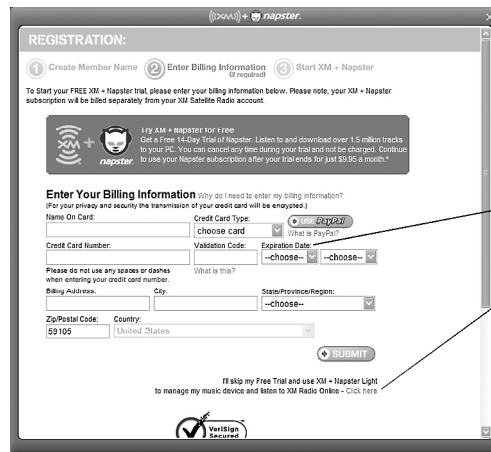 ((XM)) + napster.
REGISTRATION:
1 Create Member Name 2 Enter Billing Information (if required) 3 Start XM + Napster
To Start your FREE XM + Napster trial, please enter your billing information below. Please note, your XM + Napster
subscription will be billed separately from your XM Satellite Radio account.
Try XM + Napster for Free
Get a Free 14-Day Trial of Napster. Listen to and download over 1.5 million tracks
to your PC. You can cancel any time during your trial and not be charged. Continue
to use your Napster subscription after your trial ends for just $9.95 a month.*
XM + napster.
Enter Your Billing Information Why do I need to enter my billing information?
(For your privacy and security the transmission of your credit card will be encrypted.)
Name On Card: Credit Card Type: USE PayPal
choose card What is PayPal?
Credit Card Number: Validation Code: Expiration Date:
--choose-- --choose--
Please do not use any spaces or dashes What is this?
when entering your credit card number.
Billing Address: City: State/Province/Region:
--choose--
Zip/Postal Code: Country:
59105 United States
SUBMIT
I'll skip my Free Trial and use XM + Napster Light
to manage my music device and listen to XM Radio Online - Click here
VeriSign
Secured